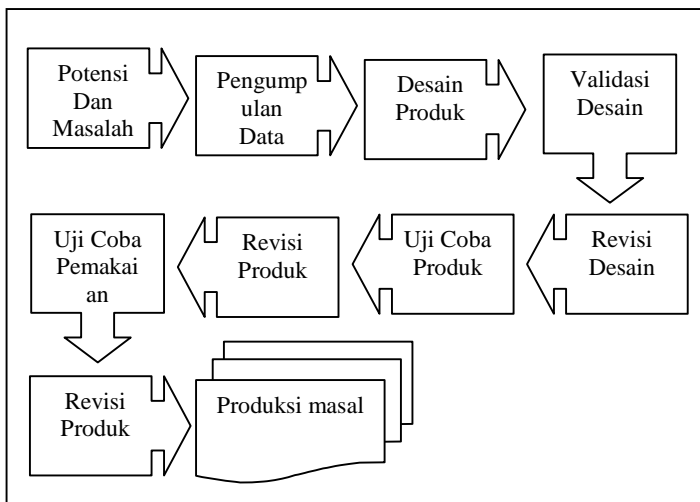 Potensi
Dan
Masalah
Pengump
ulan
Data
Desain
Produk
Validasi
Desain
Revisi
Desain
Uji Coba
Produk
Revisi
Produk
Uji Coba
Pemakai
an
Revisi
Produk
Produksi masal